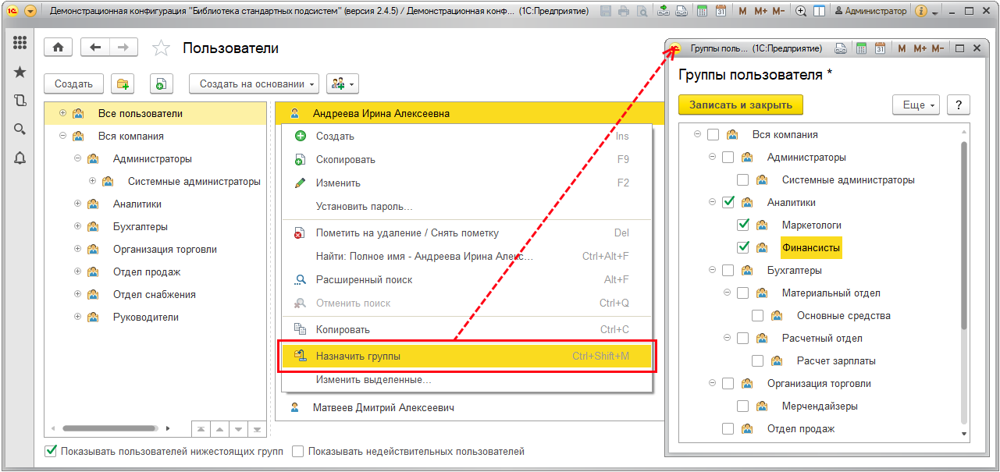 Демонстрационная конфигурация "Библиотека стандартных подсистем" (версия 2.4.5) / Демонстрационная конф... (1С:Предприятие)
M M+ M- Администратор
Пользователи
Создать Создать на основании
Все пользователи
Вся компания
Администраторы
Системные администраторы
Аналитики
Бухгалтеры
Организация торговли
Отдел продаж
Отдел снабжения
Руководители
Андреева Ирина Алексеевна
Создать Ins
Скопировать F9
Изменить F2
Установить пароль...
Пометить на удаление / Снять пометку Del
Найти: Полное имя - Андреева Ирина Алекс... Ctrl+Alt+F
Расширенный поиск Alt+F
Отменить поиск Ctrl+Q
Копировать Ctrl+C
Назначить группы Ctrl+Shift+M
Изменить выделенные...
Матвеев Дмитрий Алексеевич
Показывать пользователей нижестоящих групп Показывать недействительных пользователей
Группы поль... (1С:Предприятие) M M+ M-
Группы пользователя *
Записать и закрыть Еще ?
Вся компания
Администраторы
Системные администраторы
Аналитики
Маркетологи
Финансисты
Бухгалтеры
Материальный отдел
Основные средства
Расчетный отдел
Расчет зарплаты
Организация торговли
Мерчендайзеры
Отдел продаж